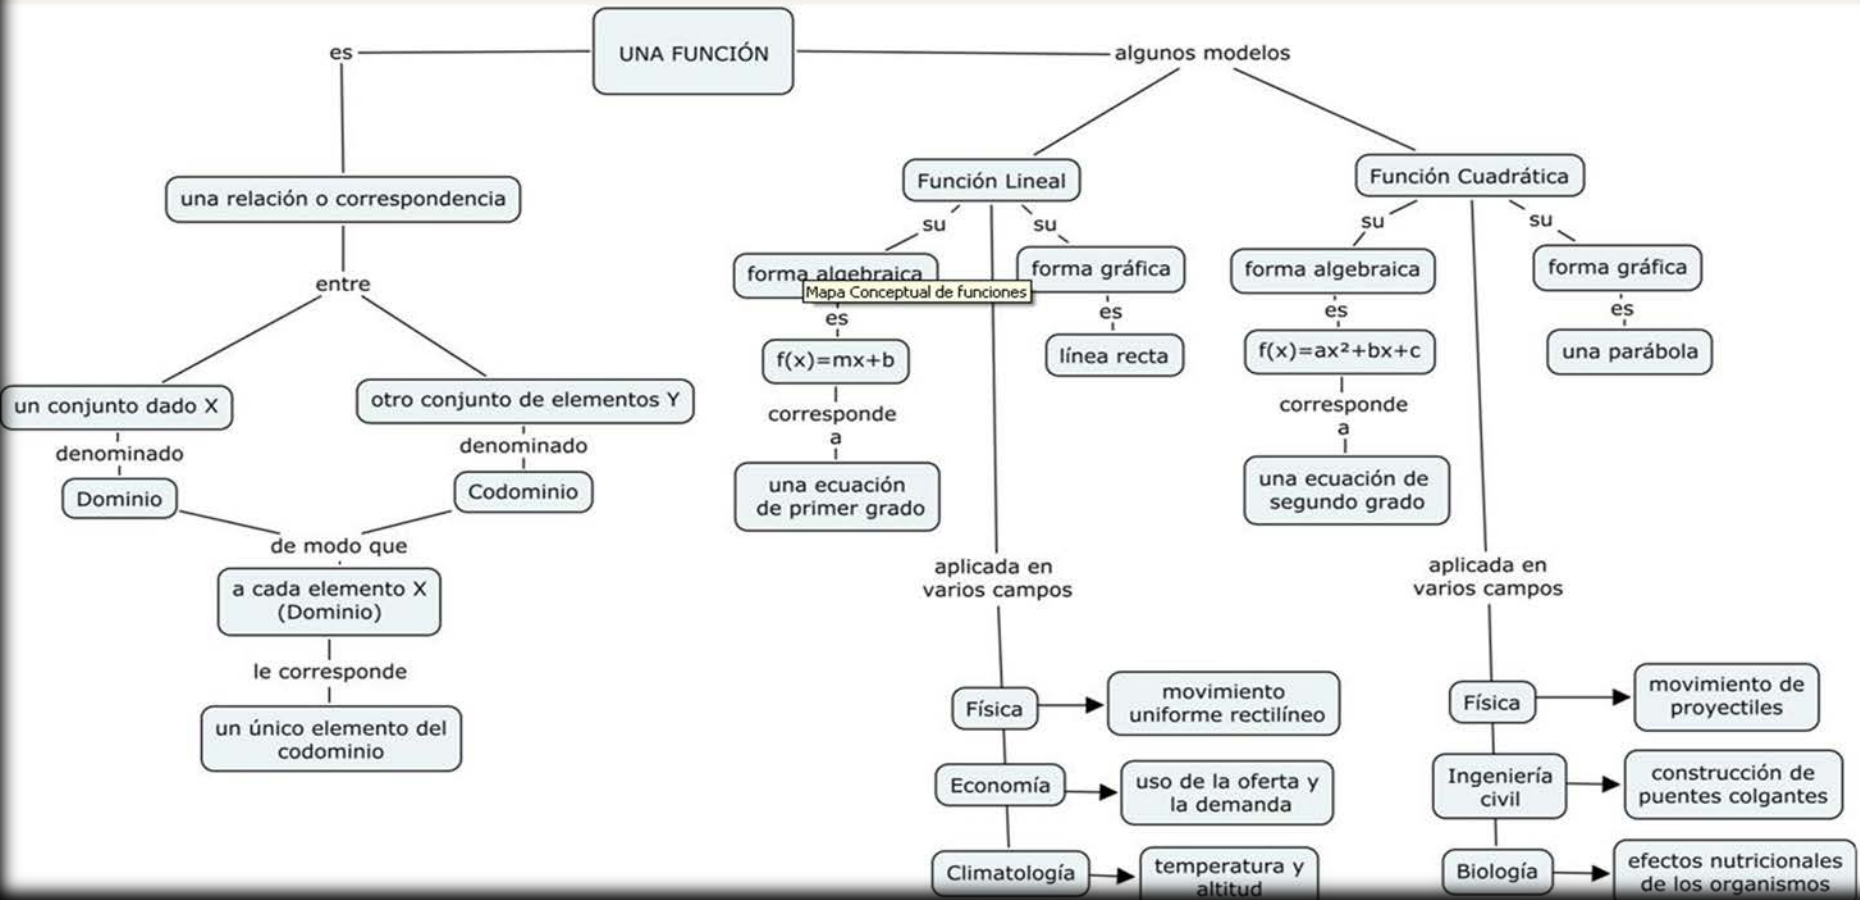 UNA FUNCIÓN
es
algunos modelos
una relación o correspondencia
entre
un conjunto dado X
otro conjunto de elementos Y
denominado
denominado
Dominio
Codominio
de modo que
a cada elemento X
(Dominio)
le corresponde
un único elemento del
codominio
Función Lineal
su
su
forma algebraica
forma gráfica
Mapa Conceptual de funciones
es
es
f(x)=mx+b
línea recta
corresponde
a
una ecuación
de primer grado
aplicada en
varios campos
Física
movimiento
uniforme rectilíneo
Economía
uso de la oferta y
la demanda
Climatología
temperatura y
altitud
Función Cuadrática
su
su
forma algebraica
forma gráfica
es
es
f(x)=ax²+bx+c
una parábola
corresponde
a
una ecuación de
segundo grado
aplicada en
varios campos
Física
movimiento de
proyectiles
Ingeniería
civil
construcción de
puentes colgantes
Biología
efectos nutricionales
de los organismos